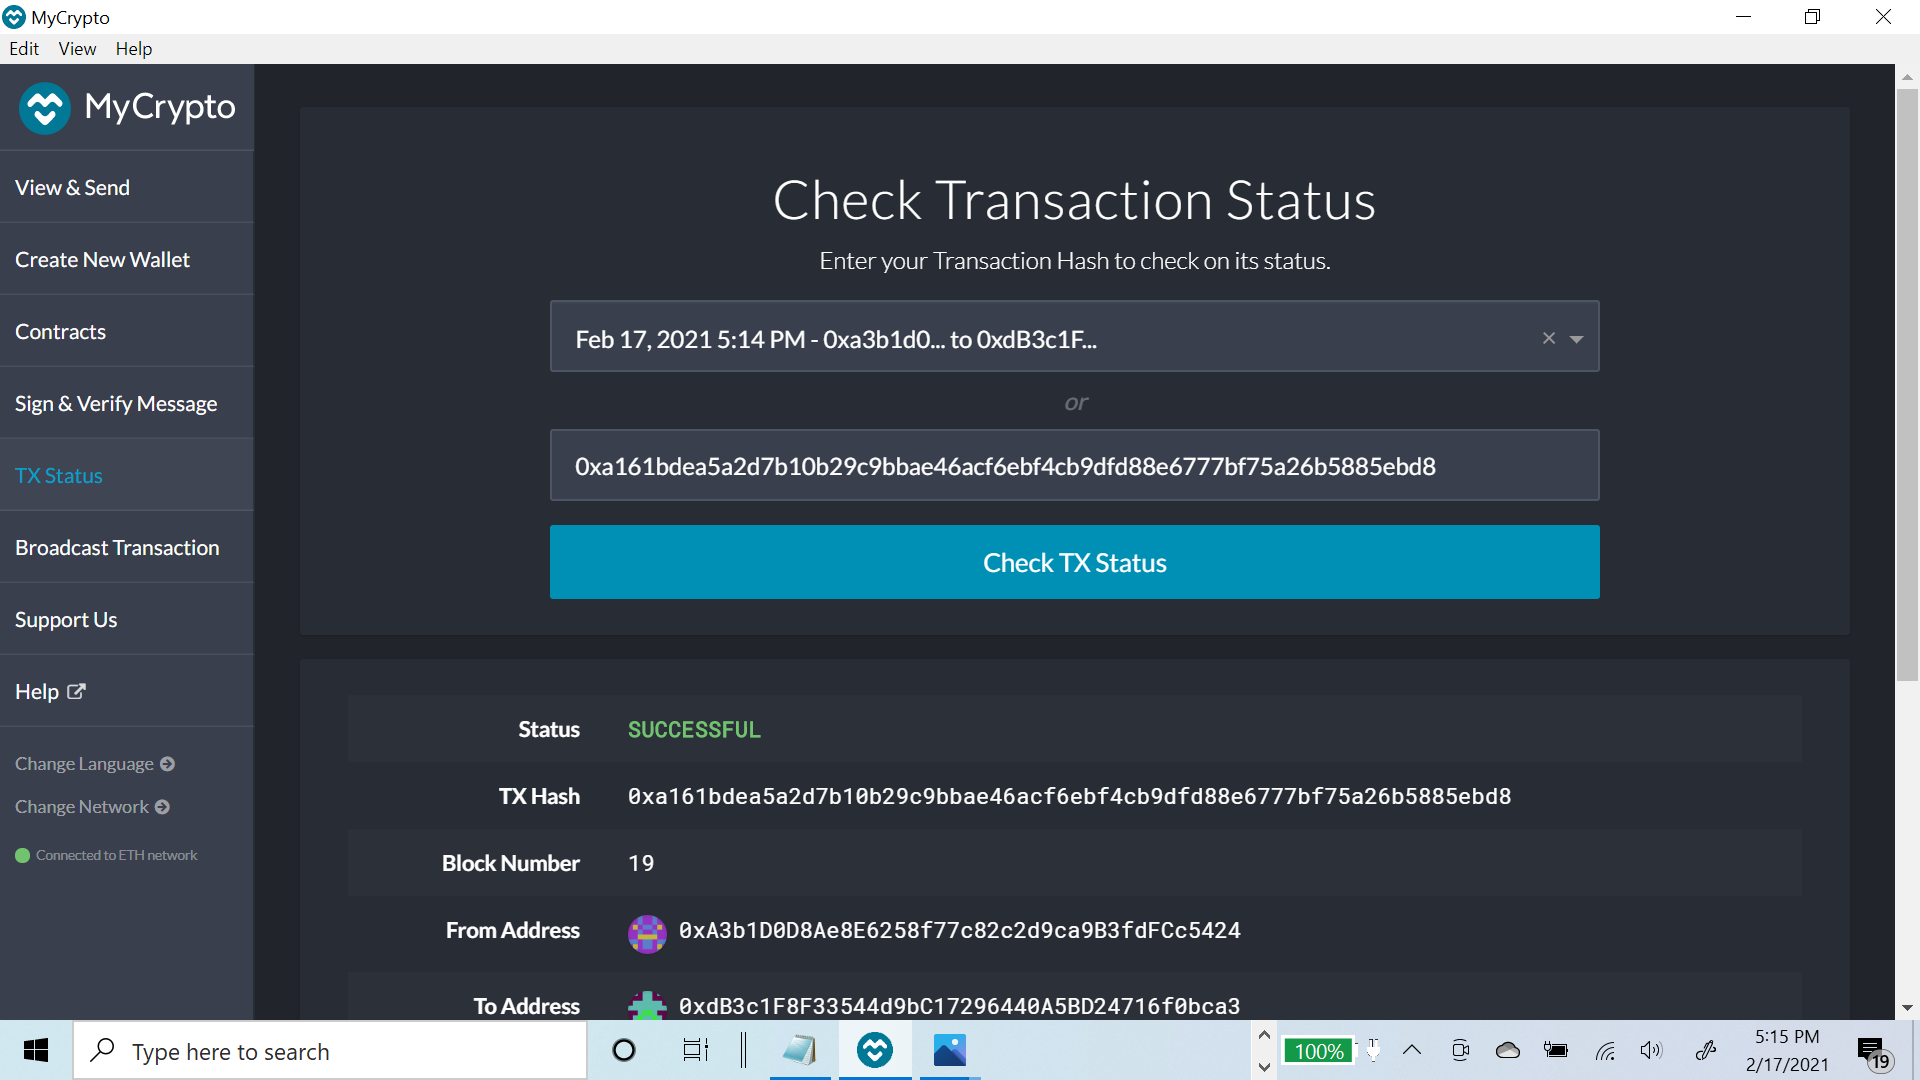 MyCrypto
Edit View Help
MyCrypto
View & Send
Create New Wallet
Contracts
Sign & Verify Message
TX Status
Broadcast Transaction
Support Us
Help
Change Language
Change Network
Connected to ETH network
Check Transaction Status
Enter your Transaction Hash to check on its status.
Feb 17, 2021 5:14 PM - 0xa3b1d0... to 0xdB3c1F...
or
0xa161bdea5a2d7b10b29c9bbae46acf6ebf4cb9dfd88e6777bf75a26b5885ebd8
Check TX Status
Status SUCCESSFUL
TX Hash 0xa161bdea5a2d7b10b29c9bbae46acf6ebf4cb9dfd88e6777bf75a26b5885ebd8
Block Number 19
From Address 0xA3b1D0D8Ae8E6258f77c82c2d9ca9B3fdFCc5424
To Address 0xdB3c1F8F33544d9bC17296440A5BD24716f0bca3
Type here to search
100%
5:15 PM
2/17/2021
19